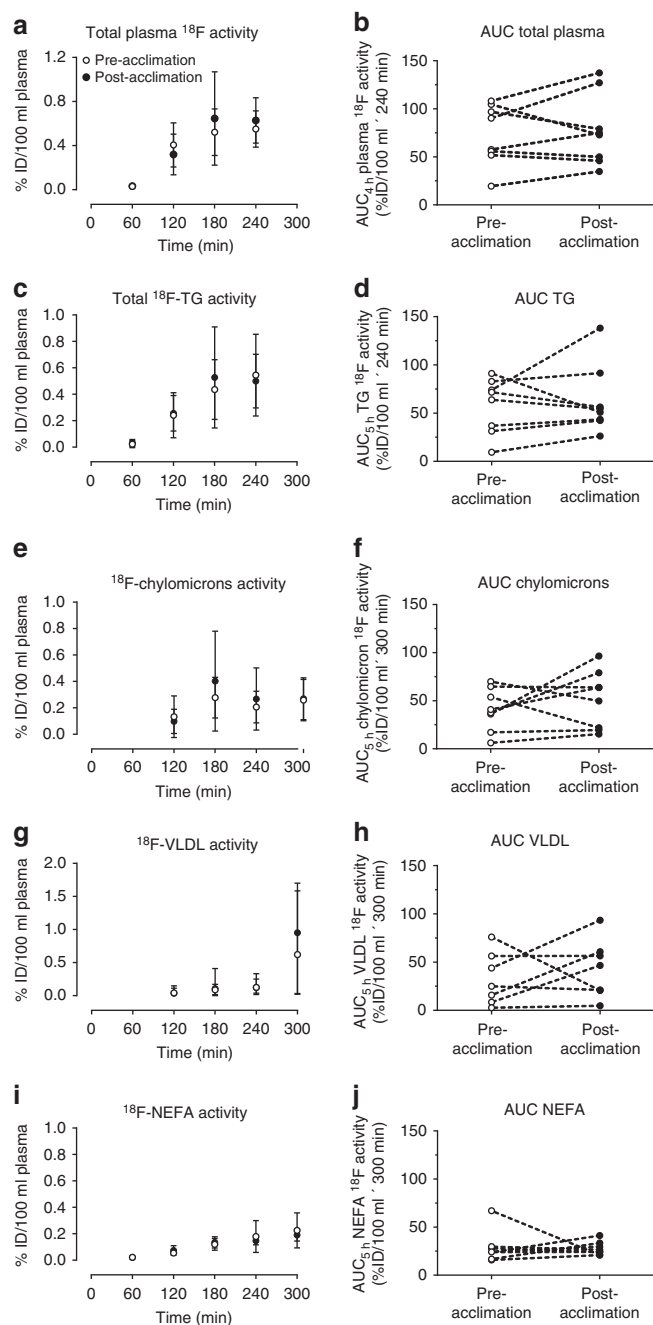 a
Total plasma ¹⁸F activity
Pre-acclimation
Post-acclimation
% ID/100 ml plasma
1.2
0.8
0.4
0.0
0 60 120 180 240 300
Time (min)
b
AUC total plasma
AUC₄ ₕ plasma ¹⁸F activity
(%ID/100 ml ´ 240 min)
150
100
50
0
Pre-
acclimation
Post-
acclimation
c
Total ¹⁸F-TG activity
% ID/100 ml plasma
1.0
0.8
0.6
0.4
0.2
0.0
0 60 120 180 240 300
Time (min)
d
AUC TG
AUC₅ ₕ TG ¹⁸F activity
(%ID/100 ml ´ 240 min)
150
100
50
0
Pre-
acclimation
Post-
acclimation
e
¹⁸F-chylomicrons activity
% ID/100 ml plasma
1.0
0.8
0.6
0.4
0.2
0.0
0 60 120 180 240 300
Time (min)
f
AUC chylomicrons
AUC₅ ₕ chylomicron ¹⁸F activity
(%ID/100 ml ´ 300 min)
150
100
50
0
Pre-
acclimation
Post-
acclimation
g
¹⁸F-VLDL activity
% ID/100 ml plasma
2.0
1.5
1.0
0.5
0.0
0 60 120 180 240 300
Time (min)
h
AUC VLDL
AUC₅ ₕ VLDL ¹⁸F activity
(%ID/100 ml ´ 300 min)
150
100
50
0
Pre-
acclimation
Post-
acclimation
i
¹⁸F-NEFA activity
% ID/100 ml plasma
1.0
0.8
0.6
0.4
0.2
0.0
0 60 120 180 240 300
Time (min)
j
AUC NEFA
AUC₅ ₕ NEFA ¹⁸F activity
(%ID/100 ml ´ 300 min)
150
100
50
25
0
Pre-
acclimation
Post-
acclimation